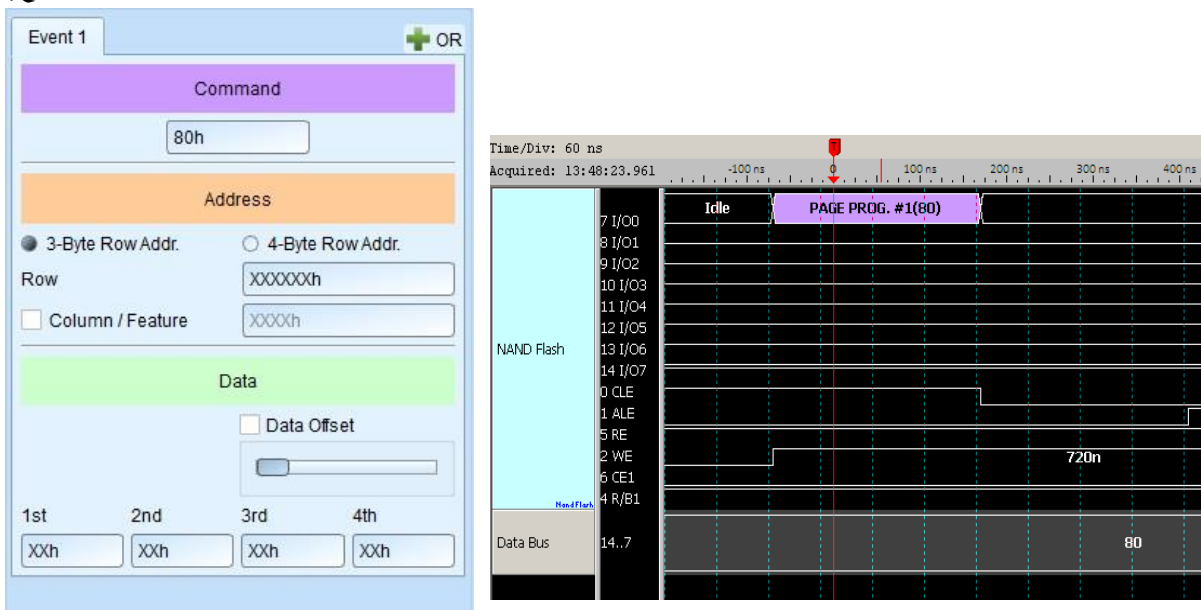 Event 1
OR
Command
80h
Address
3-Byte Row Addr.
4-Byte Row Addr.
Row
XXXXXXh
Column / Feature
XXXXh
Data
Data Offset
1st 2nd 3rd 4th
XXh XXh XXh XXh
Time/Div: 60 ns
T
Acquired: 13:48:23.961
-100 ns 0 100 ns 200 ns 300 ns 400 ns
Idle PAGE PROG. #1(80)
7 I/O0
8 I/O1
9 I/O2
10 I/O3
11 I/O4
12 I/O5
NAND Flash
13 I/O6
14 I/O7
0 CLE
1 ALE
5 RE
2 WE
720n
6 CE1
4 R/B1
NandFlash
Data Bus
14..7
80